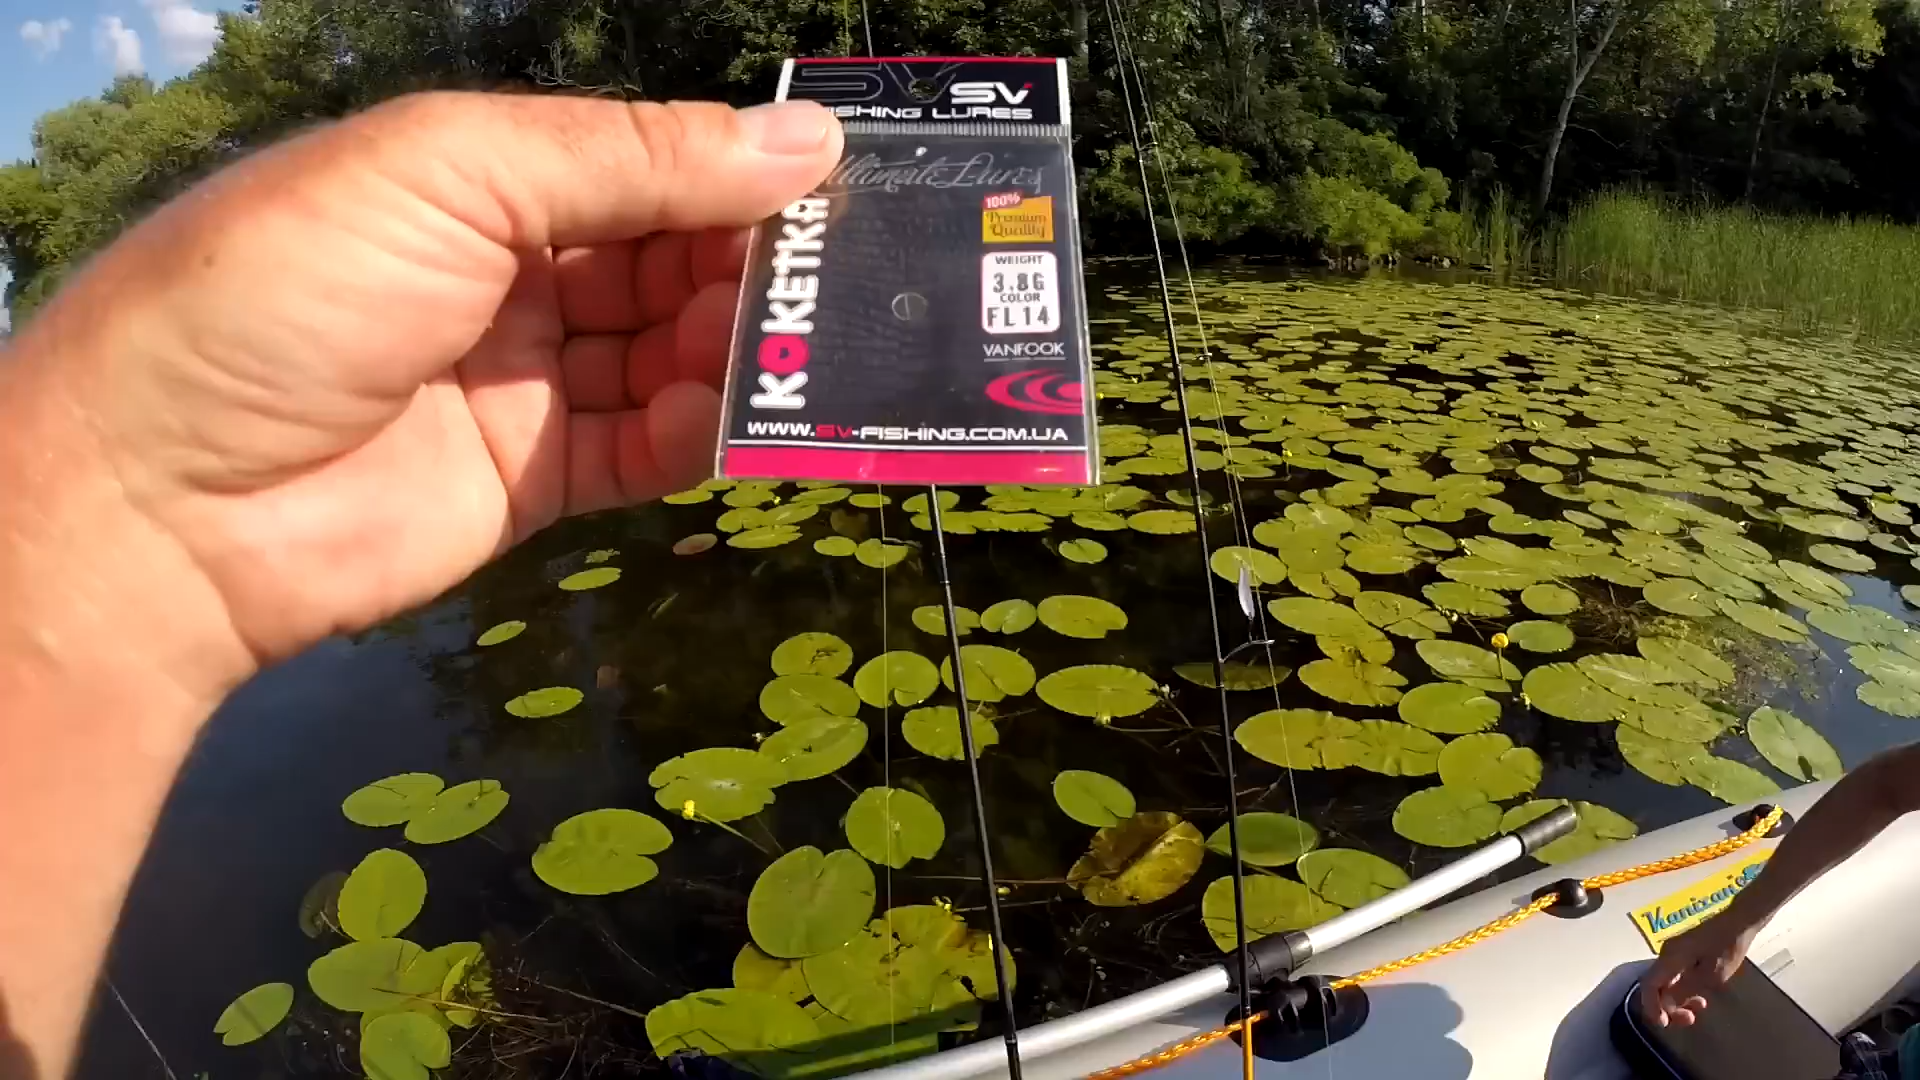 SV SV
FISHING LURES
Ultimate Lures
100%
Premium
Quality
KOKETKA
WEIGHT
3.8G
COLOR
FL14
VANFOOK
WWW.SV-FISHING.COM.UA